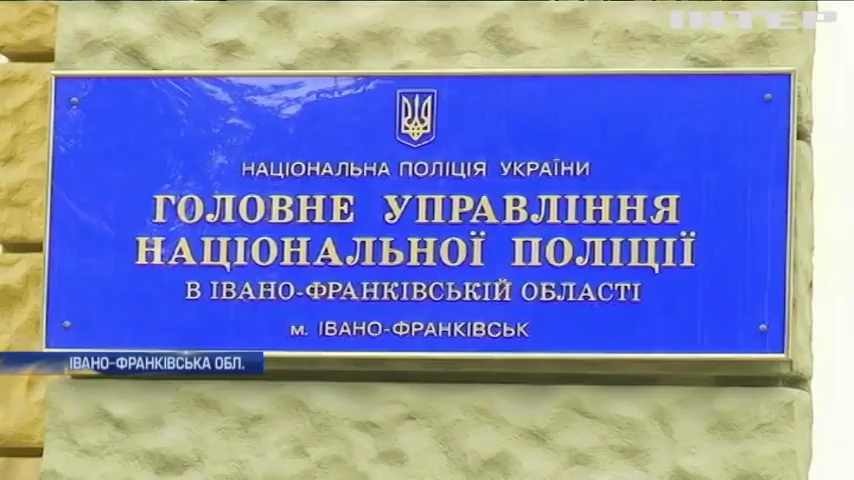 ІНТЕР
НАЦІОНАЛЬНА ПОЛІЦІЯ УКРАЇНИ
ГОЛОВНЕ УПРАВЛІННЯ
НАЦІОНАЛЬНОЇ ПОЛІЦІЇ
В ІВАНО-ФРАНКІВСЬКІЙ ОБЛАСТІ
м. ІВАНО-ФРАНКІВСЬК
ІВАНО-ФРАНКІВСЬКА ОБЛ.